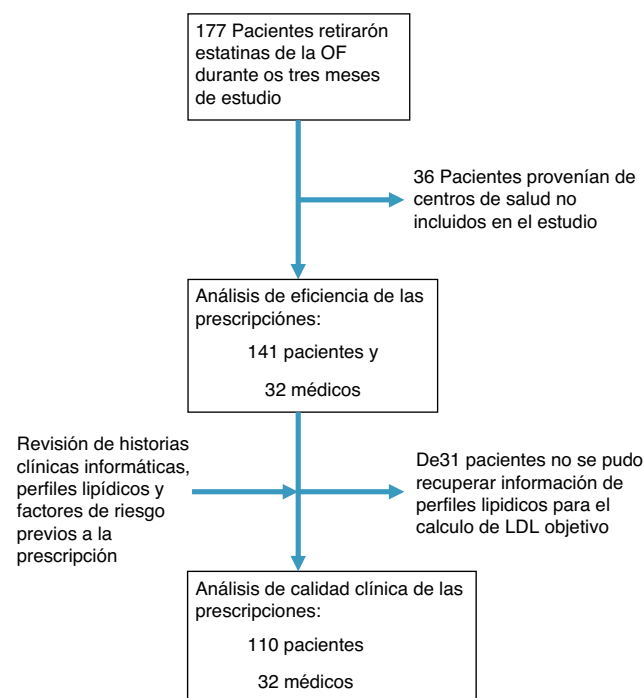 177 Pacientes retirarón
estatinas de la OF
durante os tres meses
de estudio
36 Pacientes provenían de
centros de salud no
incluidos en el estudio
Análisis de eficiencia de las
prescripciónes:
141 pacientes y
32 médicos
Revisión de historias
clínicas informáticas,
perfiles lipídicos y
factores de riesgo
previos a la
prescripción
De31 pacientes no se pudo
recuperar información de
perfiles lipidicos para el
calculo de LDL objetivo
Análisis de calidad clínica de las
prescripciones:
110 pacientes
32 médicos